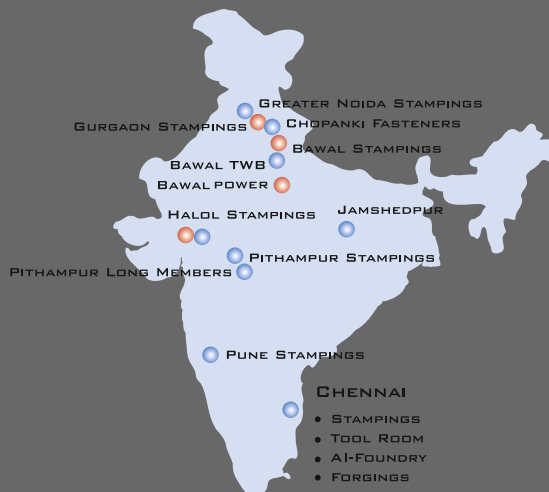 Greater Noida Stampings
Gurgaon Stampings
Chopanki Fasteners
Bawal Stampings
Bawal TWB
Bawal power
Halol Stampings
Jamshedpur
Pithampur Stampings
Pithampur Long Members
Pune Stampings
Chennai
• Stampings
• Tool Room
• Al-Foundry
• Forgings